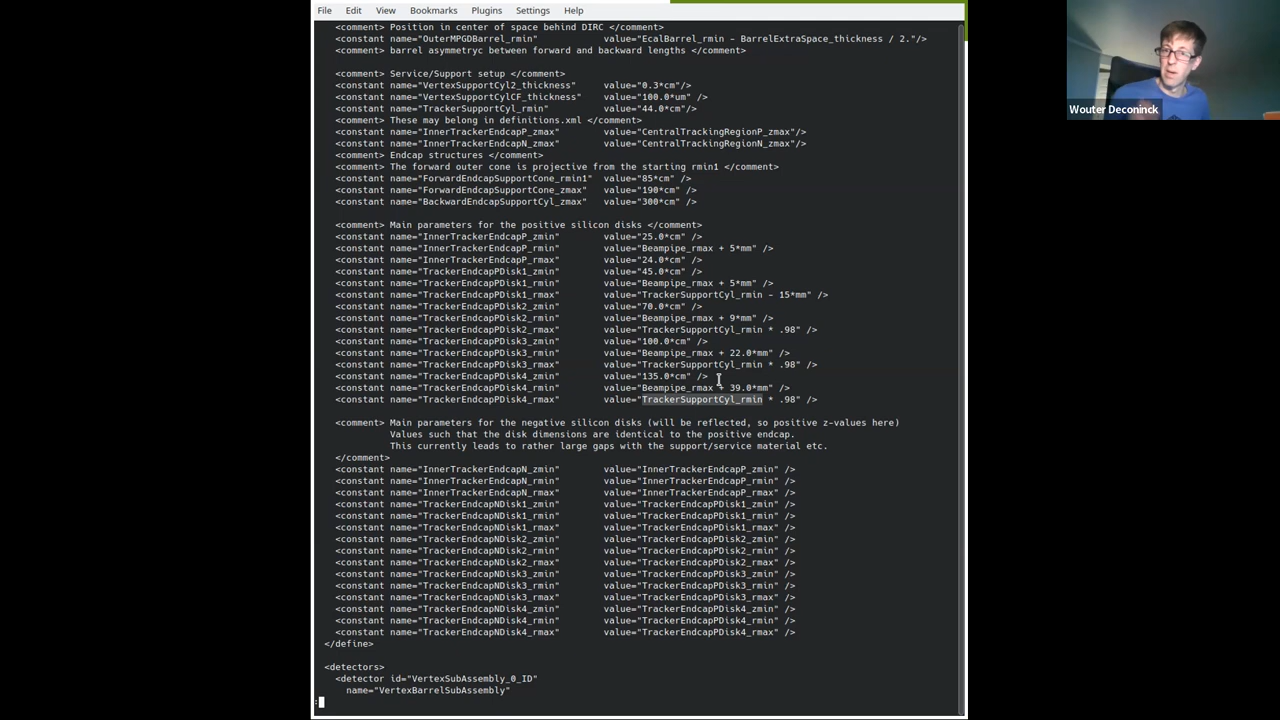 File Edit View Bookmarks Plugins Settings Help
<comment> Position in center of space behind DIRC </comment>
<constant name="OuterMPGDBarrel_rmin" value="EcalBarrel_rmin - BarrelExtraSpace_thickness / 2."/>
<comment> barrel asymmetryc between forward and backward lengths </comment>
<comment> Service/Support setup </comment>
<constant name="VertexSupportCyl2_thickness" value="0.3*cm"/>
<constant name="VertexSupportCylCF_thickness" value="100.0*um" />
<constant name="TrackerSupportCyl_rmin" value="44.0*cm"/>
<comment> These may belong in definitions.xml </comment>
<constant name="InnerTrackerEndcapP_zmax" value="CentralTrackingRegionP_zmax"/>
<constant name="InnerTrackerEndcapN_zmax" value="CentralTrackingRegionN_zmax"/>
<comment> Endcap structures </comment>
<comment> The forward outer cone is projective from the starting rmin1 </comment>
<constant name="ForwardEndcapSupportCone_rmin1" value="85*cm" />
<constant name="ForwardEndcapSupportCone_zmax" value="190*cm" />
<constant name="BackwardEndcapSupportCyl_zmax" value="300*cm" />
<comment> Main parameters for the positive silicon disks </comment>
<constant name="InnerTrackerEndcapP_zmin" value="25.0*cm" />
<constant name="InnerTrackerEndcapP_rmin" value="Beampipe_rmax + 5*mm" />
<constant name="InnerTrackerEndcapP_rmax" value="24.0*cm" />
<constant name="TrackerEndcapPDisk1_zmin" value="45.0*cm" />
<constant name="TrackerEndcapPDisk1_rmin" value="Beampipe_rmax + 5*mm" />
<constant name="TrackerEndcapPDisk1_rmax" value="TrackerSupportCyl_rmin - 15*mm" />
<constant name="TrackerEndcapPDisk2_zmin" value="70.0*cm" />
<constant name="TrackerEndcapPDisk2_rmin" value="Beampipe_rmax + 9*mm" />
<constant name="TrackerEndcapPDisk2_rmax" value="TrackerSupportCyl_rmin * .98" />
<constant name="TrackerEndcapPDisk3_zmin" value="100.0*cm" />
<constant name="TrackerEndcapPDisk3_rmin" value="Beampipe_rmax + 22.0*mm" />
<constant name="TrackerEndcapPDisk3_rmax" value="TrackerSupportCyl_rmin * .98" />
<constant name="TrackerEndcapPDisk4_zmin" value="135.0*cm" />
<constant name="TrackerEndcapPDisk4_rmin" value="Beampipe_rmax + 39.0*mm" />
<constant name="TrackerEndcapPDisk4_rmax" value="TrackerSupportCyl_rmin * .98" />
<comment> Main parameters for the negative silicon disks (will be reflected, so positive z-values here)
Values such that the disk dimensions are identical to the positive endcap.
This currently leads to rather large gaps with the support/service material etc.
</comment>
<constant name="InnerTrackerEndcapN_zmin" value="InnerTrackerEndcapP_zmin" />
<constant name="InnerTrackerEndcapN_rmin" value="InnerTrackerEndcapP_rmin" />
<constant name="InnerTrackerEndcapN_rmax" value="InnerTrackerEndcapP_rmax" />
<constant name="TrackerEndcapNDisk1_zmin" value="TrackerEndcapPDisk1_zmin" />
<constant name="TrackerEndcapNDisk1_rmin" value="TrackerEndcapPDisk1_rmin" />
<constant name="TrackerEndcapNDisk1_rmax" value="TrackerEndcapPDisk1_rmax" />
<constant name="TrackerEndcapNDisk2_zmin" value="TrackerEndcapPDisk2_zmin" />
<constant name="TrackerEndcapNDisk2_rmin" value="TrackerEndcapPDisk2_rmin" />
<constant name="TrackerEndcapNDisk2_rmax" value="TrackerEndcapPDisk2_rmax" />
<constant name="TrackerEndcapNDisk3_zmin" value="TrackerEndcapPDisk3_zmin" />
<constant name="TrackerEndcapNDisk3_rmin" value="TrackerEndcapPDisk3_rmin" />
<constant name="TrackerEndcapNDisk3_rmax" value="TrackerEndcapPDisk3_rmax" />
<constant name="TrackerEndcapNDisk4_zmin" value="TrackerEndcapPDisk4_zmin" />
<constant name="TrackerEndcapNDisk4_rmin" value="TrackerEndcapPDisk4_rmin" />
<constant name="TrackerEndcapNDisk4_rmax" value="TrackerEndcapPDisk4_rmax" />
</define>
<detectors>
<detector id="VertexSubAssembly_0_ID"
name="VertexBarrelSubAssembly"
:
Wouter Deconinck